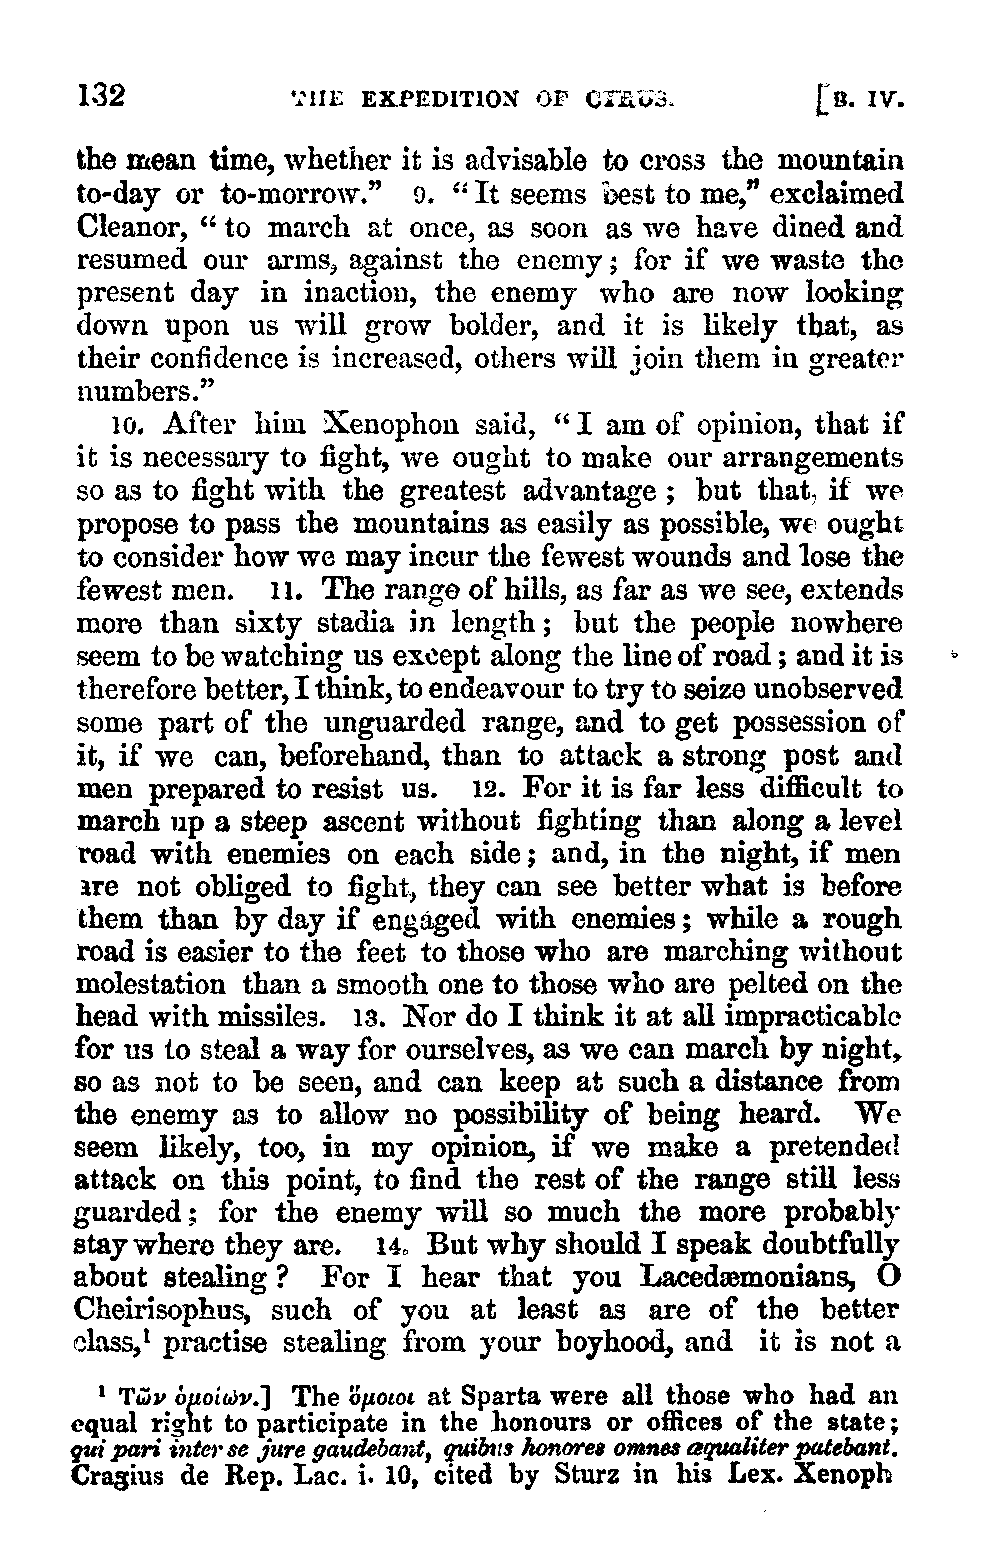 132 THE EXPEDITION OF CYRUS. [B. IV.
the mean time, whether it is advisable to cross the mountain
to-day or to-morrow.” 9. “It seems best to me,” exclaimed
Cleanor, “to march at once, as soon as we have dined and
resumed our arms, against the enemy; for if we waste the
present day in inaction, the enemy who are now looking
down upon us will grow bolder, and it is likely that, as
their confidence is increased, others will join them in greater
numbers.”
10. After him Xenophon said, “I am of opinion, that if
it is necessary to fight, we ought to make our arrangements
so as to fight with the greatest advantage; but that, if we
propose to pass the mountains as easily as possible, we ought
to consider how we may incur the fewest wounds and lose the
fewest men. 11. The range of hills, as far as we see, extends
more than sixty stadia in length; but the people nowhere
seem to be watching us except along the line of road; and it is
therefore better, I think, to endeavour to try to seize unobserved
some part of the unguarded range, and to get possession of
it, if we can, beforehand, than to attack a strong post and
men prepared to resist us. 12. For it is far less difficult to
march up a steep ascent without fighting than along a level
road with enemies on each side; and, in the night, if men
are not obliged to fight, they can see better what is before
them than by day if engaged with enemies; while a rough
road is easier to the feet to those who are marching without
molestation than a smooth one to those who are pelted on the
head with missiles. 13. Nor do I think it at all impracticable
for us to steal a way for ourselves, as we can march by night,
so as not to be seen, and can keep at such a distance from
the enemy as to allow no possibility of being heard. We
seem likely, too, in my opinion, if we make a pretended
attack on this point, to find the rest of the range still less
guarded; for the enemy will so much the more probably
stay where they are. 14. But why should I speak doubtfully
about stealing? For I hear that you Lacedæmonians, O
Cheirisophus, such of you at least as are of the better
class,¹ practise stealing from your boyhood, and it is not a
¹ Τῶν ὁμοίων.] The ὅμοιοι at Sparta were all those who had an
equal right to participate in the honours or offices of the state;
qui pari inter se jure gaudebant, quibus honores omnes æqualiter patebant.
Cragius de Rep. Lac. i. 10, cited by Sturz in his Lex. Xenoph